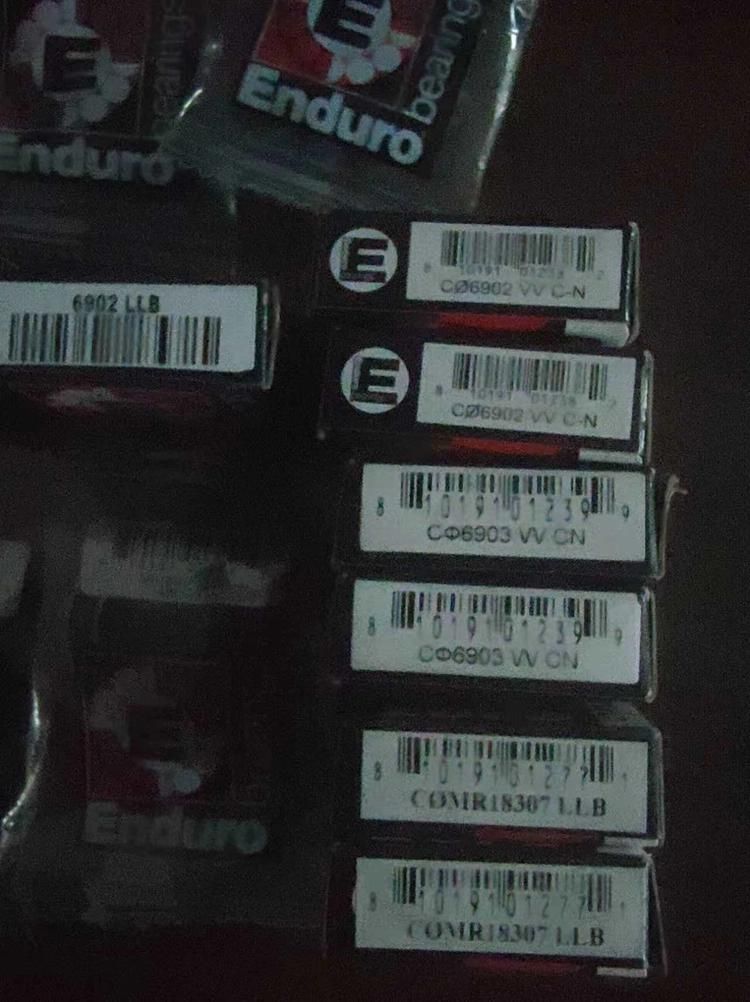 E
Enduro
bearings
E
Enduro
bearings
6902 LLB
E
8 10191 01238 2
CØ6902 VV C-N
E
8 10191 01238 2
CØ6902 VV C-N
8 10191 01239 9
CΦ6903 VV CN
8 10191 01239 9
CΦ6903 VV CN
8 10191 01277 1
CØMR18307 LLB
8 10191 01277 1
CØMR18307 LLB
E
Enduro